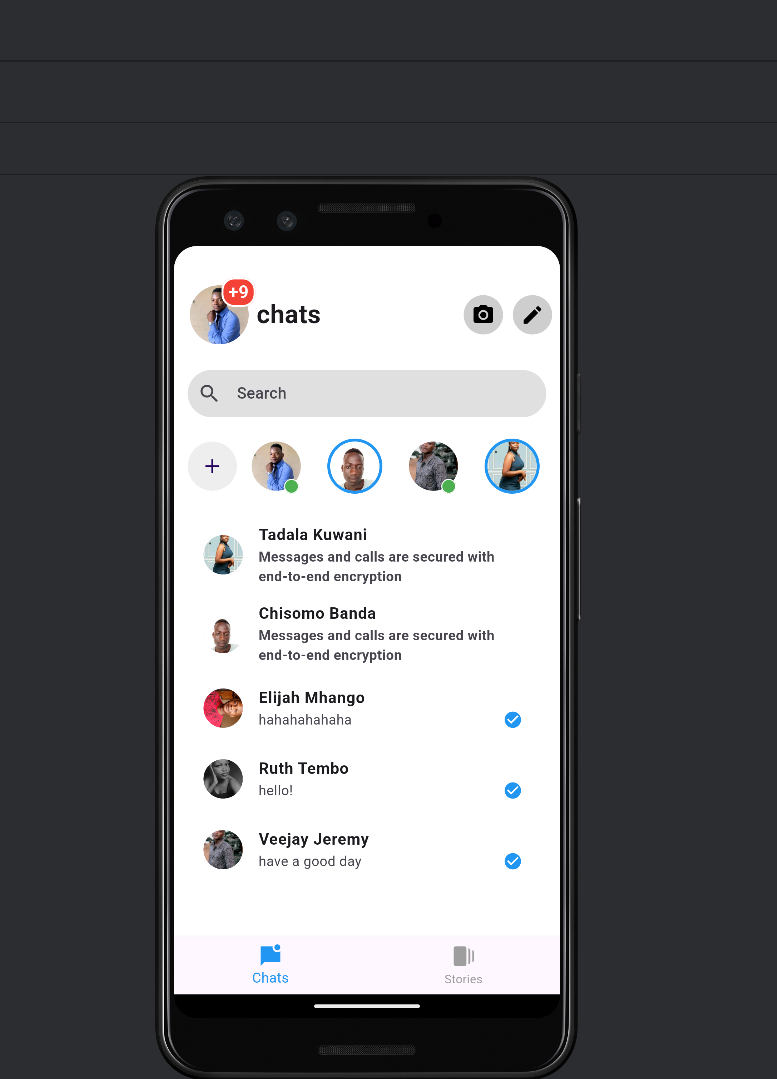 +9
chats
Search
Tadala Kuwani
Messages and calls are secured with
end-to-end encryption
Chisomo Banda
Messages and calls are secured with
end-to-end encryption
Elijah Mhango
hahahahahaha
Ruth Tembo
hello!
Veejay Jeremy
have a good day
Chats
Stories